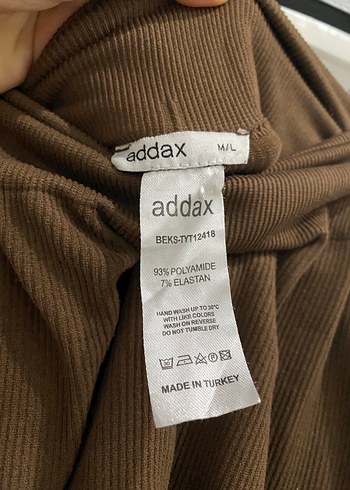 addax M/L
addax
BEKS-TYT12418
93% POLYAMIDE
7% ELASTAN
HAND WASH UP TO 30°C
WITH LIKE COLORS
WASH ON REVERSE
DO NOT TUMBLE DRY
P
MADE IN TURKEY